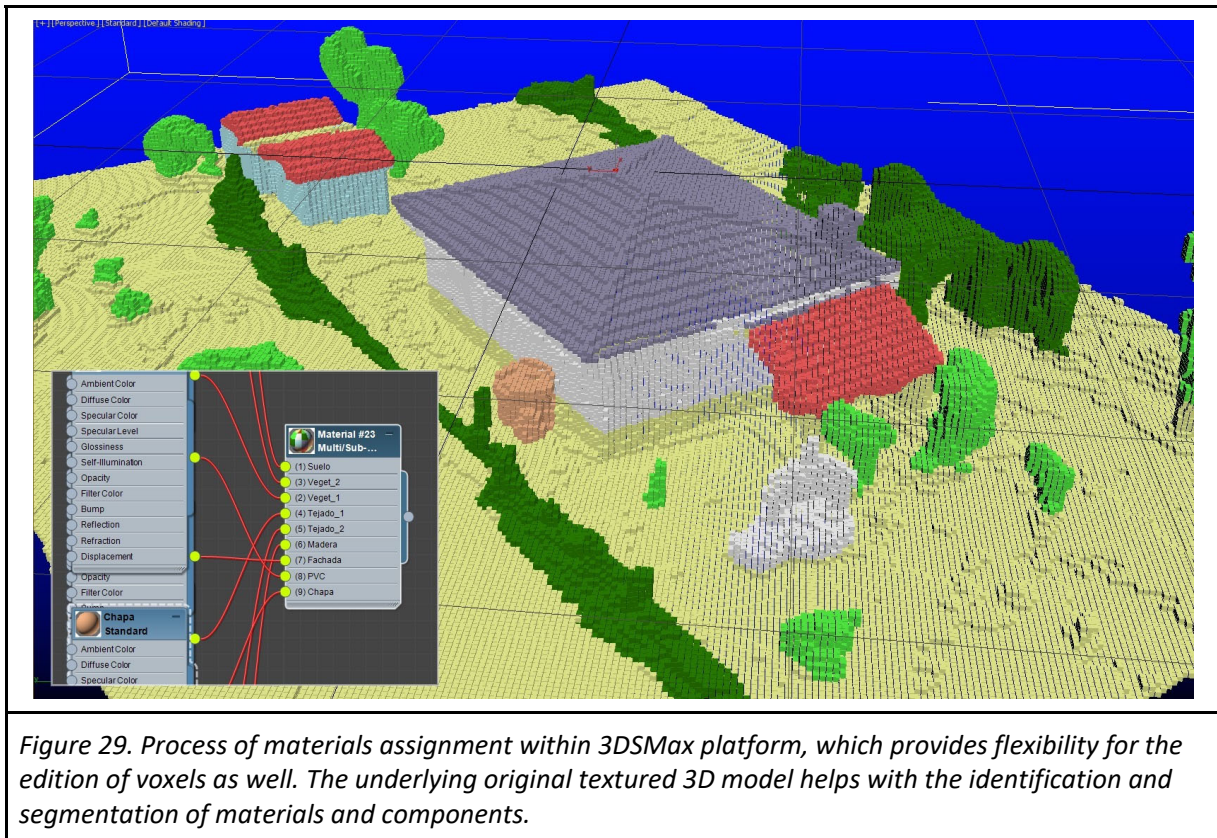 [+] [Perspective] [Standard] [Default Shading]
Ambient Color
Diffuse Color
Specular Color
Specular Level
Glossiness
Self-Illumination
Opacity
Filter Color
Bump
Reflection
Refraction
Displacement
Opacity
Filter Color
Chapa
Standard
Ambient Color
Diffuse Color
Specular Color
Material #23
Multi/Sub-...
(1) Suelo
(3) Veget_2
(2) Veget_1
(4) Tejado_1
(5) Tejado_2
(6) Madera
(7) Fachada
(8) PVC
(9) Chapa
Figure 29. Process of materials assignment within 3DSMax platform, which provides flexibility for the
edition of voxels as well. The underlying original textured 3D model helps with the identification and
segmentation of materials and components.